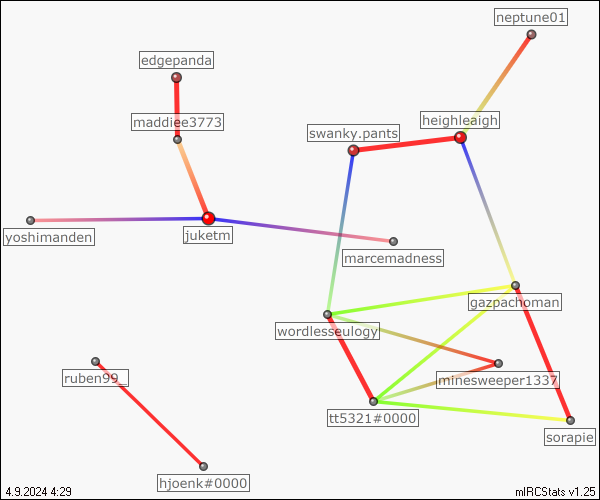 neptune01
edgepanda
heighleaigh
maddiee3773
swanky.pants
yoshimanden
juketm
marcemadness
gazpachoman
wordlesseulogy
ruben99_
minesweeper1337
tt5321#0000
sorapie
hjoenk#0000
4.9.2024 4:29
mIRCStats v1.25